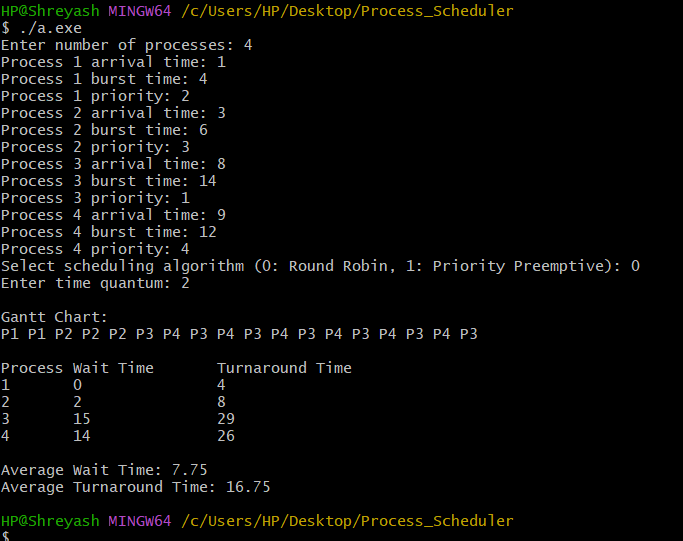 HP@Shreyash MINGW64 /c/Users/HP/Desktop/Process_Scheduler
$ ./a.exe
Enter number of processes: 4
Process 1 arrival time: 1
Process 1 burst time: 4
Process 1 priority: 2
Process 2 arrival time: 3
Process 2 burst time: 6
Process 2 priority: 3
Process 3 arrival time: 8
Process 3 burst time: 14
Process 3 priority: 1
Process 4 arrival time: 9
Process 4 burst time: 12
Process 4 priority: 4
Select scheduling algorithm (0: Round Robin, 1: Priority Preemptive): 0
Enter time quantum: 2
Gantt Chart:
P1 P1 P2 P2 P2 P3 P4 P3 P4 P3 P4 P3 P4 P3 P4 P3 P4 P3
Process Wait Time Turnaround Time
1 0 4
2 2 8
3 15 29
4 14 26
Average Wait Time: 7.75
Average Turnaround Time: 16.75
HP@Shreyash MINGW64 /c/Users/HP/Desktop/Process_Scheduler
$